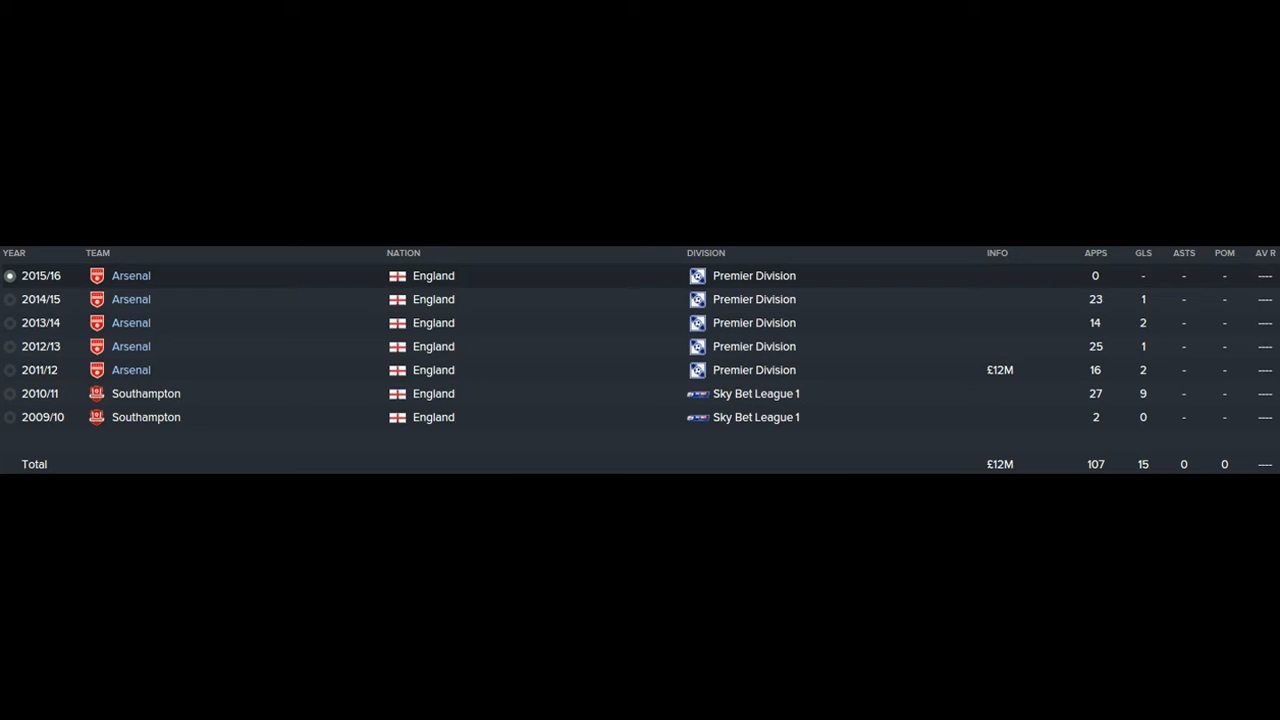 YEAR TEAM NATION DIVISION INFO APPS GLS ASTS POM AV R
2015/16 Arsenal England Premier Division 0 - - - ----
2014/15 Arsenal England Premier Division 23 1 - - ----
2013/14 Arsenal England Premier Division 14 2 - - ----
2012/13 Arsenal England Premier Division 25 1 - - ----
2011/12 Arsenal England Premier Division £12M 16 2 - - ----
2010/11 Southampton England Sky Bet League 1 27 9 - - ----
2009/10 Southampton England Sky Bet League 1 2 0 - - ----
Total £12M 107 15 0 0 ----